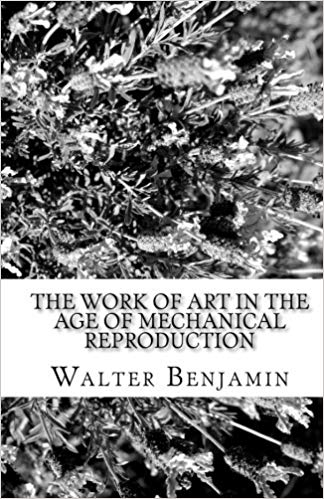 THE WORK OF ART IN THE
AGE OF MECHANICAL
REPRODUCTION
WALTER BENJAMIN